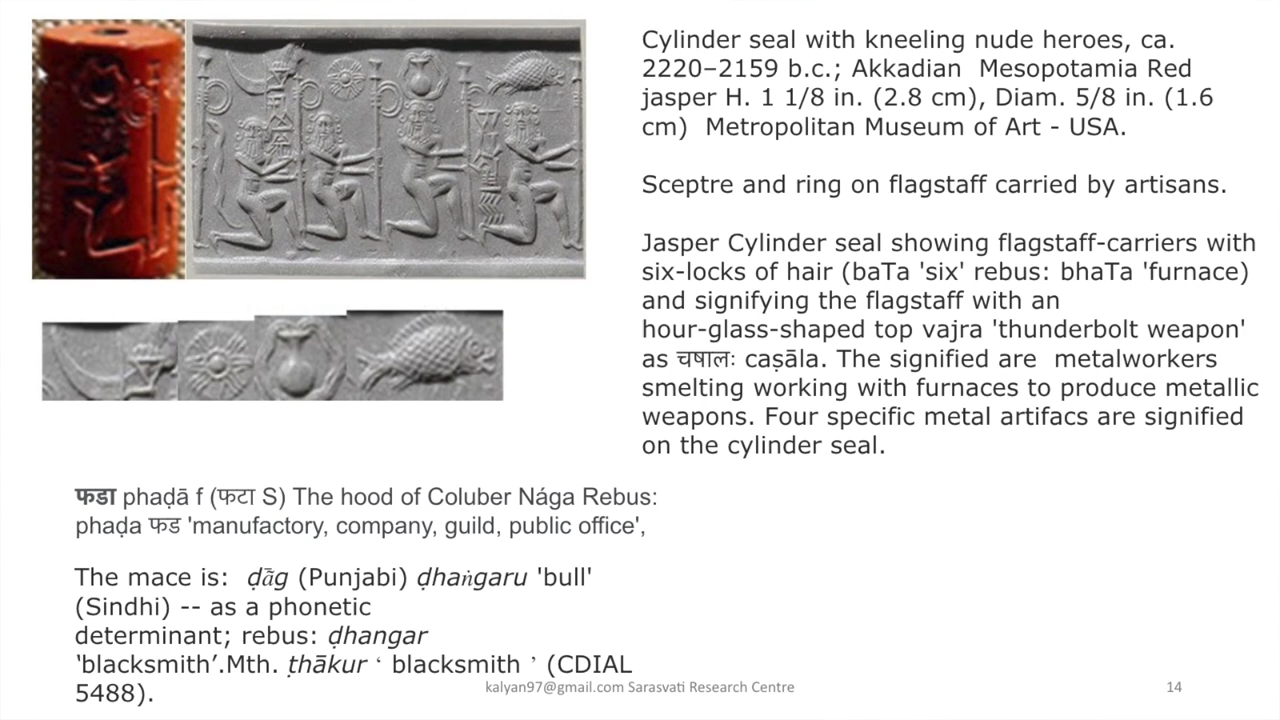 Cylinder seal with kneeling nude heroes, ca.
2220–2159 b.c.; Akkadian  Mesopotamia Red
jasper H. 1 1/8 in. (2.8 cm), Diam. 5/8 in. (1.6
cm)  Metropolitan Museum of Art - USA.
Sceptre and ring on flagstaff carried by artisans.
Jasper Cylinder seal showing flagstaff-carriers with
six-locks of hair (baTa 'six' rebus: bhaTa 'furnace)
and signifying the flagstaff with an
hour-glass-shaped top vajra 'thunderbolt weapon'
as चषालः caṣāla. The signified are  metalworkers
smelting working with furnaces to produce metallic
weapons. Four specific metal artifacs are signified
on the cylinder seal.
फडा phaḍā f (फटा S) The hood of Coluber Nága Rebus:
phaḍa फड 'manufactory, company, guild, public office',
The mace is:  ḍã̄g (Punjabi) ḍhaṅgaru 'bull'
(Sindhi) -- as a phonetic
determinant; rebus: ḍhangar
‘blacksmith’.Mth. ṭhākur ‘ blacksmith ’ (CDIAL
5488).
kalyan97@gmail.com Sarasvati Research Centre
14